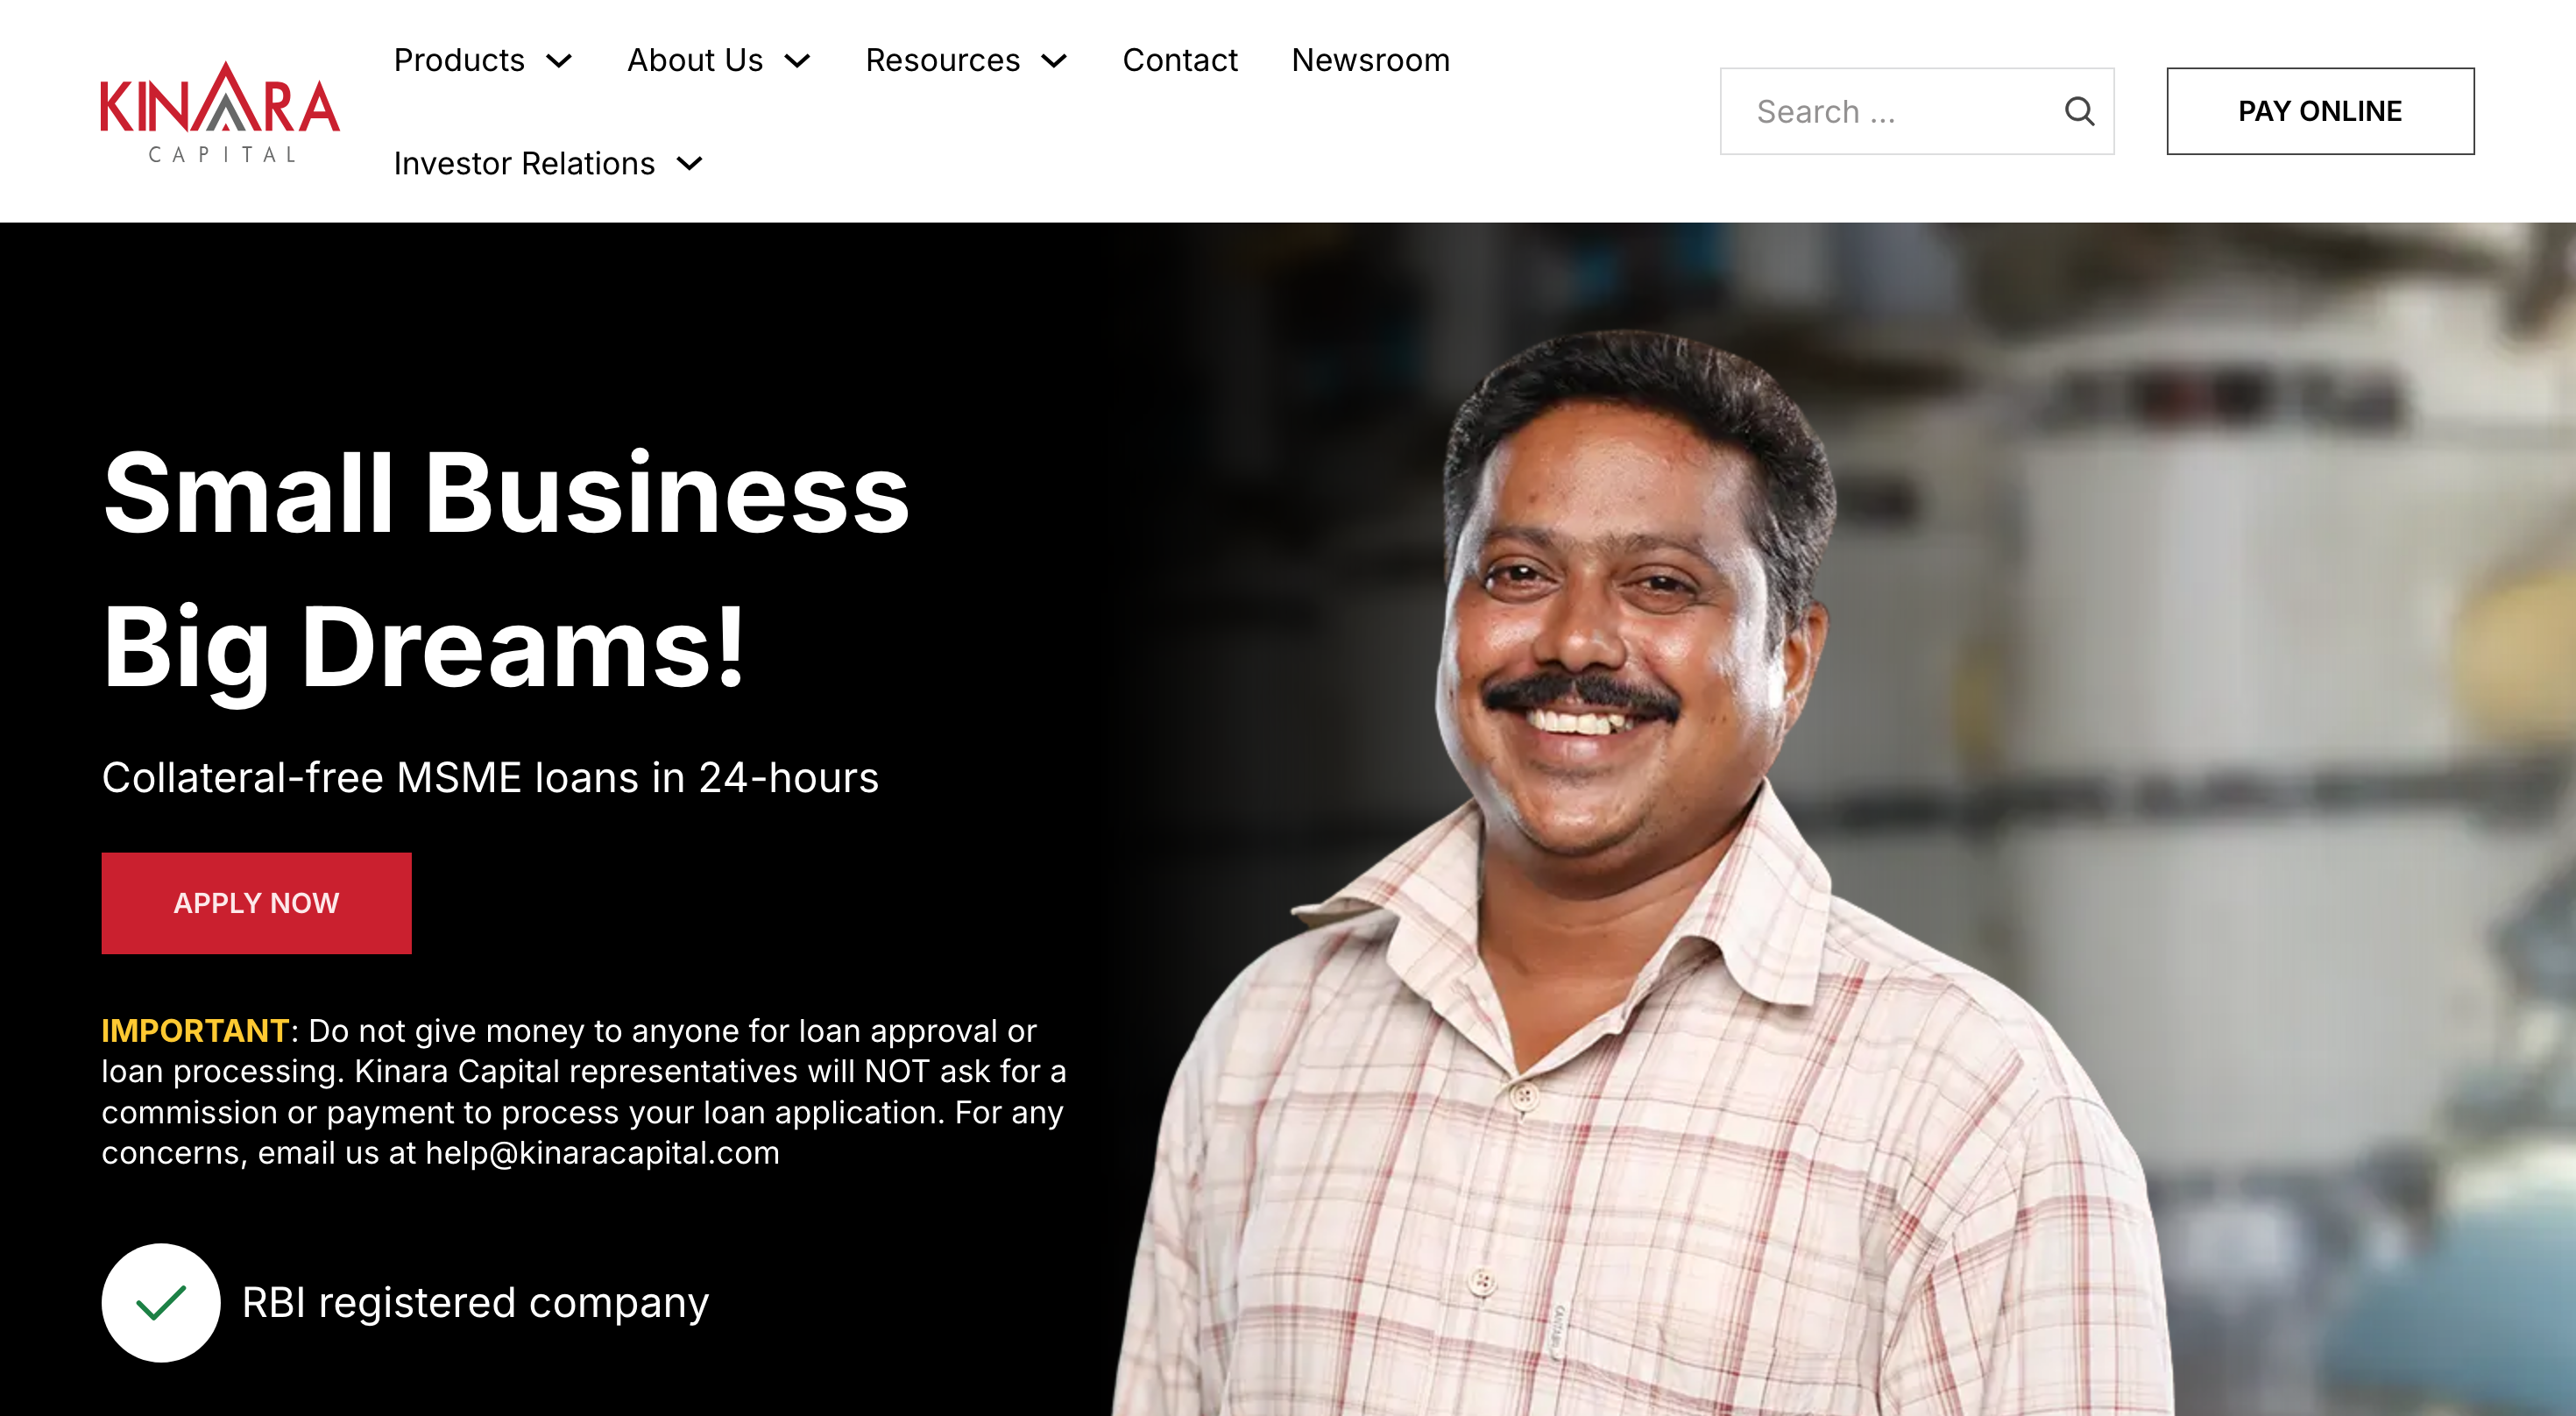 KINARA
CAPITAL
Products
About Us
Resources
Contact
Newsroom
Investor Relations
Search ...
PAY ONLINE
Small Business
Big Dreams!
Collateral-free MSME loans in 24-hours
APPLY NOW
IMPORTANT: Do not give money to anyone for loan approval or
loan processing. Kinara Capital representatives will NOT ask for a
commission or payment to process your loan application. For any
concerns, email us at help@kinaracapital.com
RBI registered company